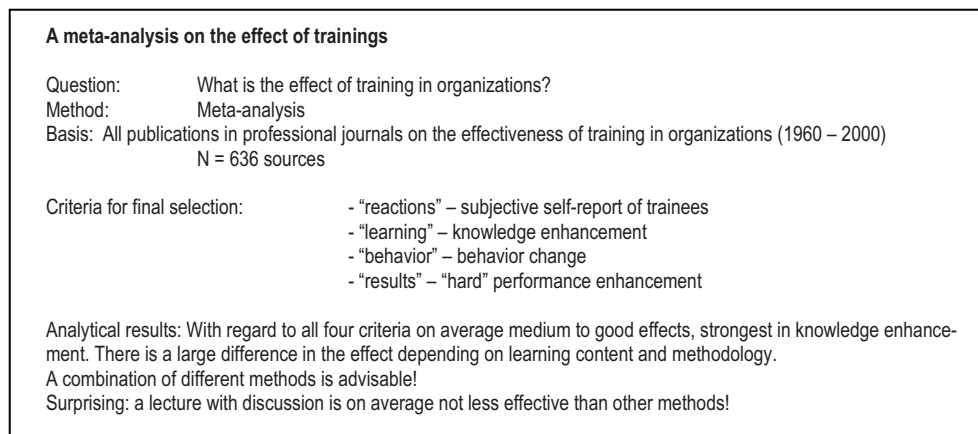 A meta-analysis on the effect of trainings
Question: What is the effect of training in organizations?
Method: Meta-analysis
Basis: All publications in professional journals on the effectiveness of training in organizations (1960 – 2000)
N = 636 sources
Criteria for final selection: - “reactions” – subjective self-report of trainees
- “learning” – knowledge enhancement
- “behavior” – behavior change
- “results” – “hard” performance enhancement
Analytical results: With regard to all four criteria on average medium to good effects, strongest in knowledge enhance-
ment. There is a large difference in the effect depending on learning content and methodology.
A combination of different methods is advisable!
Surprising: a lecture with discussion is on average not less effective than other methods!